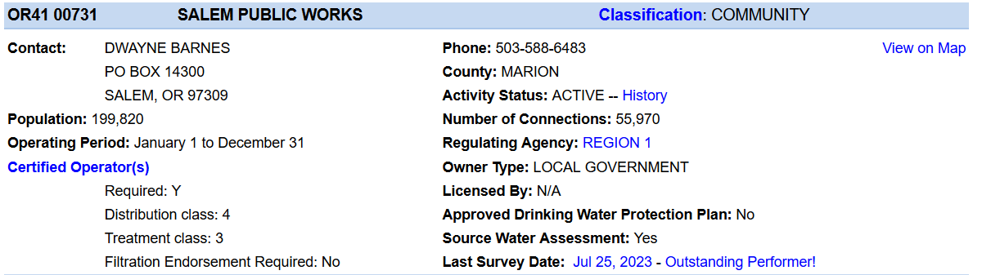 OR41 00731 SALEM PUBLIC WORKS Classification: COMMUNITY
Contact: DWAYNE BARNES Phone: 503-588-6483 View on Map
PO BOX 14300 County: MARION
SALEM, OR 97309 Activity Status: ACTIVE -- History
Population: 199,820 Number of Connections: 55,970
Operating Period: January 1 to December 31 Regulating Agency: REGION 1
Certified Operator(s) Owner Type: LOCAL GOVERNMENT
Required: Y Licensed By: N/A
Distribution class: 4 Approved Drinking Water Protection Plan: No
Treatment class: 3 Source Water Assessment: Yes
Filtration Endorsement Required: No Last Survey Date: Jul 25, 2023 - Outstanding Performer!